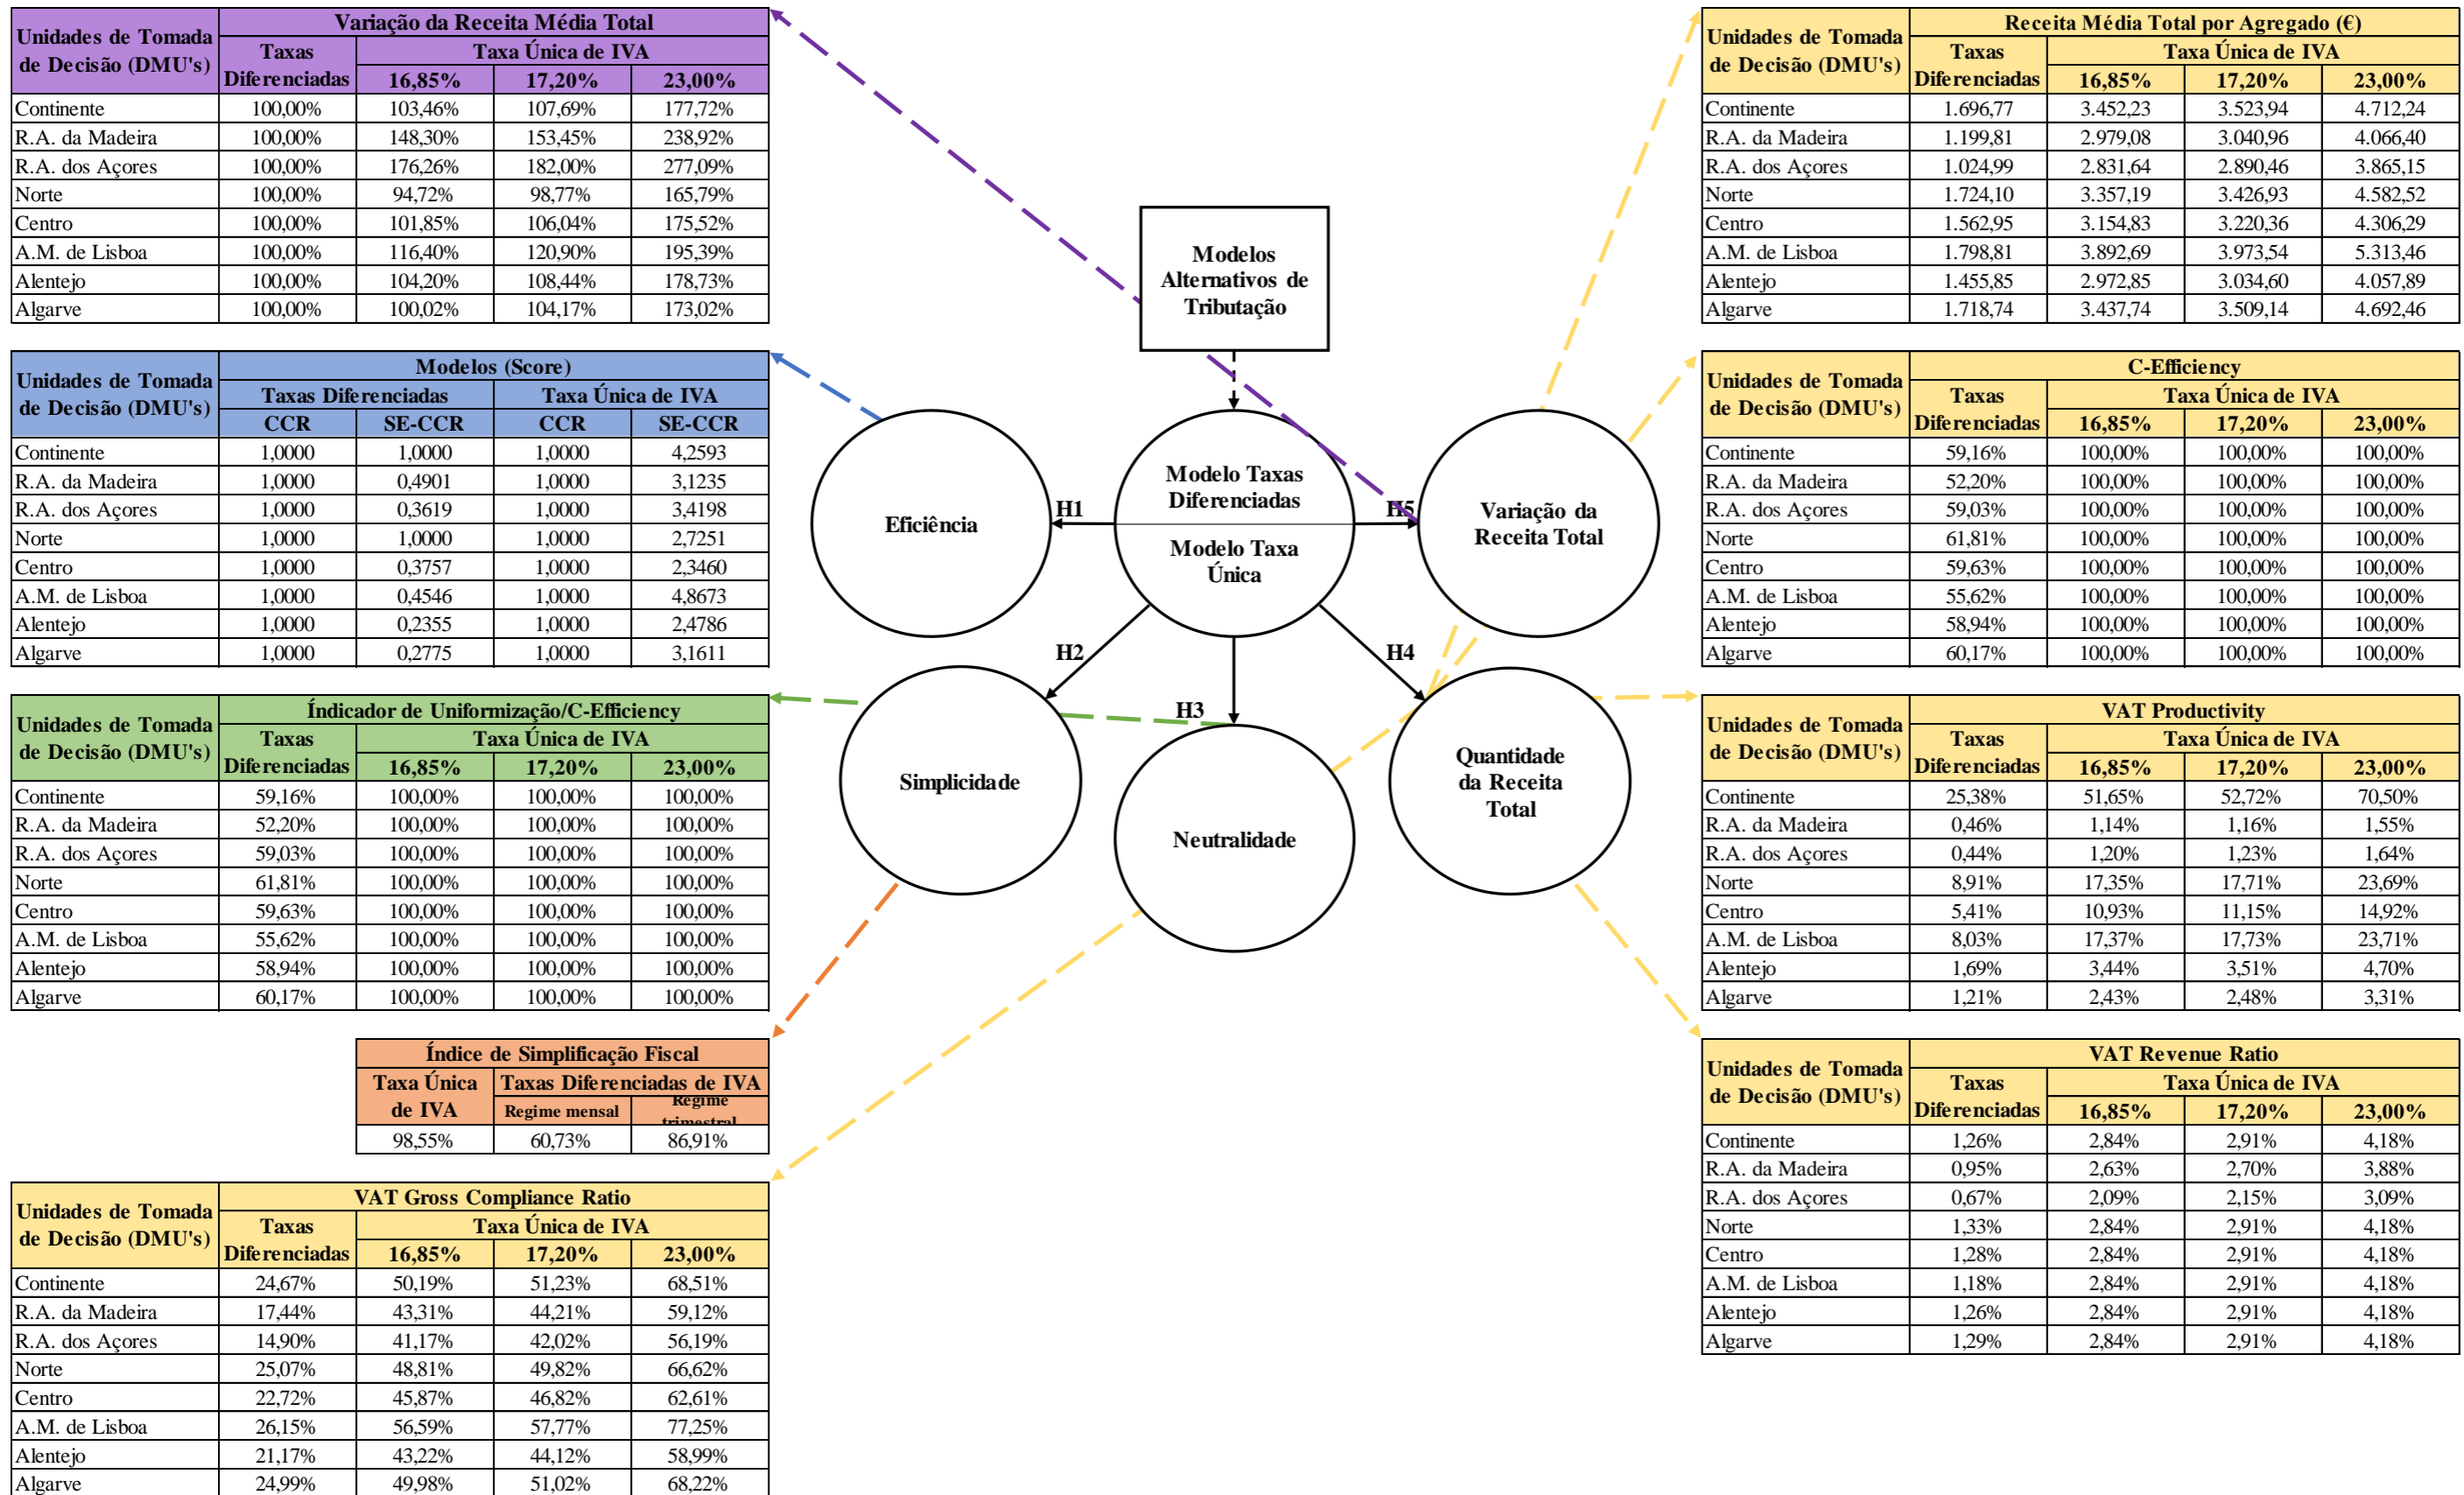 Unidades de Tomada de Decisão (DMU's) Variação da Receita Média Total
Taxas Diferenciadas Taxa Única de IVA
16,85% 17,20% 23,00%
Continente 100,00% 103,46% 107,69% 177,72%
R.A. da Madeira 100,00% 148,30% 153,45% 238,92%
R.A. dos Açores 100,00% 176,26% 182,00% 277,09%
Norte 100,00% 94,72% 98,77% 165,79%
Centro 100,00% 101,85% 106,04% 175,52%
A.M. de Lisboa 100,00% 116,40% 120,90% 195,39%
Alentejo 100,00% 104,20% 108,44% 178,73%
Algarve 100,00% 100,02% 104,17% 173,02%
Unidades de Tomada de Decisão (DMU's) Modelos (Score)
Taxas Diferenciadas Taxa Única de IVA
CCR SE-CCR CCR SE-CCR
Continente 1,0000 1,0000 1,0000 4,2593
R.A. da Madeira 1,0000 0,4901 1,0000 3,1235
R.A. dos Açores 1,0000 0,3619 1,0000 3,4198
Norte 1,0000 1,0000 1,0000 2,7251
Centro 1,0000 0,3757 1,0000 2,3460
A.M. de Lisboa 1,0000 0,4546 1,0000 4,8673
Alentejo 1,0000 0,2355 1,0000 2,4786
Algarve 1,0000 0,2775 1,0000 3,1611
Unidades de Tomada de Decisão (DMU's) Índicador de Uniformização/C-Efficiency
Taxas Diferenciadas Taxa Única de IVA
16,85% 17,20% 23,00%
Continente 59,16% 100,00% 100,00% 100,00%
R.A. da Madeira 52,20% 100,00% 100,00% 100,00%
R.A. dos Açores 59,03% 100,00% 100,00% 100,00%
Norte 61,81% 100,00% 100,00% 100,00%
Centro 59,63% 100,00% 100,00% 100,00%
A.M. de Lisboa 55,62% 100,00% 100,00% 100,00%
Alentejo 58,94% 100,00% 100,00% 100,00%
Algarve 60,17% 100,00% 100,00% 100,00%
Índice de Simplificação Fiscal
Taxa Única de IVA Taxas Diferenciadas de IVA
Regime mensal Regime trimestral
98,55% 60,73% 86,91%
Unidades de Tomada de Decisão (DMU's) VAT Gross Compliance Ratio
Taxas Diferenciadas Taxa Única de IVA
16,85% 17,20% 23,00%
Continente 24,67% 50,19% 51,23% 68,51%
R.A. da Madeira 17,44% 43,31% 44,21% 59,12%
R.A. dos Açores 14,90% 41,17% 42,02% 56,19%
Norte 25,07% 48,81% 49,82% 66,62%
Centro 22,72% 45,87% 46,82% 62,61%
A.M. de Lisboa 26,15% 56,59% 57,77% 77,25%
Alentejo 21,17% 43,22% 44,12% 58,99%
Algarve 24,99% 49,98% 51,02% 68,22%
Modelos
Alternativos de
Tributação
Modelo Taxas
Diferenciadas
Modelo Taxa
Única
H1
H5
H2
H4
H3
Eficiência
Variação da
Receita Total
Simplicidade
Neutralidade
Quantidade
da Receita
Total
Unidades de Tomada de Decisão (DMU's) Receita Média Total por Agregado (€)
Taxas Diferenciadas Taxa Única de IVA
16,85% 17,20% 23,00%
Continente 1.696,77 3.452,23 3.523,94 4.712,24
R.A. da Madeira 1.199,81 2.979,08 3.040,96 4.066,40
R.A. dos Açores 1.024,99 2.831,64 2.890,46 3.865,15
Norte 1.724,10 3.357,19 3.426,93 4.582,52
Centro 1.562,95 3.154,83 3.220,36 4.306,29
A.M. de Lisboa 1.798,81 3.892,69 3.973,54 5.313,46
Alentejo 1.455,85 2.972,85 3.034,60 4.057,89
Algarve 1.718,74 3.437,74 3.509,14 4.692,46
Unidades de Tomada de Decisão (DMU's) C-Efficiency
Taxas Diferenciadas Taxa Única de IVA
16,85% 17,20% 23,00%
Continente 59,16% 100,00% 100,00% 100,00%
R.A. da Madeira 52,20% 100,00% 100,00% 100,00%
R.A. dos Açores 59,03% 100,00% 100,00% 100,00%
Norte 61,81% 100,00% 100,00% 100,00%
Centro 59,63% 100,00% 100,00% 100,00%
A.M. de Lisboa 55,62% 100,00% 100,00% 100,00%
Alentejo 58,94% 100,00% 100,00% 100,00%
Algarve 60,17% 100,00% 100,00% 100,00%
Unidades de Tomada de Decisão (DMU's) VAT Productivity
Taxas Diferenciadas Taxa Única de IVA
16,85% 17,20% 23,00%
Continente 25,38% 51,65% 52,72% 70,50%
R.A. da Madeira 0,46% 1,14% 1,16% 1,55%
R.A. dos Açores 0,44% 1,20% 1,23% 1,64%
Norte 8,91% 17,35% 17,71% 23,69%
Centro 5,41% 10,93% 11,15% 14,92%
A.M. de Lisboa 8,03% 17,37% 17,73% 23,71%
Alentejo 1,69% 3,44% 3,51% 4,70%
Algarve 1,21% 2,43% 2,48% 3,31%
Unidades de Tomada de Decisão (DMU's) VAT Revenue Ratio
Taxas Diferenciadas Taxa Única de IVA
16,85% 17,20% 23,00%
Continente 1,26% 2,84% 2,91% 4,18%
R.A. da Madeira 0,95% 2,63% 2,70% 3,88%
R.A. dos Açores 0,67% 2,09% 2,15% 3,09%
Norte 1,33% 2,84% 2,91% 4,18%
Centro 1,28% 2,84% 2,91% 4,18%
A.M. de Lisboa 1,18% 2,84% 2,91% 4,18%
Alentejo 1,26% 2,84% 2,91% 4,18%
Algarve 1,29% 2,84% 2,91% 4,18%